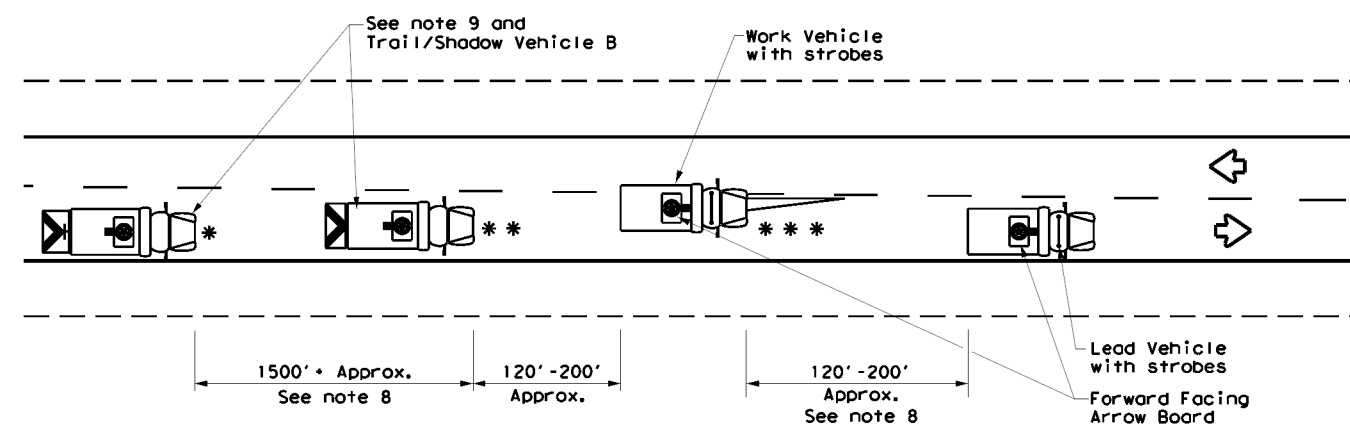 See note 9 and
Trail/Shadow Vehicle B
Work Vehicle
with strobes
*
* *
* * *
1500'+ Approx.
See note 8
120'-200'
Approx.
120'-200'
Approx.
See note 8
Lead Vehicle
with strobes
Forward Facing
Arrow Board